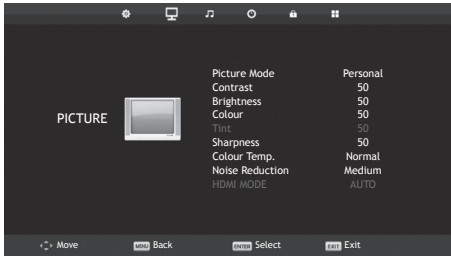 Picture Mode Personal
Contrast 50
Brightness 50
Colour 50
PICTURE
Tint 50
Sharpness 50
Colour Temp. Normal
Noise Reduction Medium
HDMI MODE AUTO
Move MENU Back ENTER Select EXIT Exit